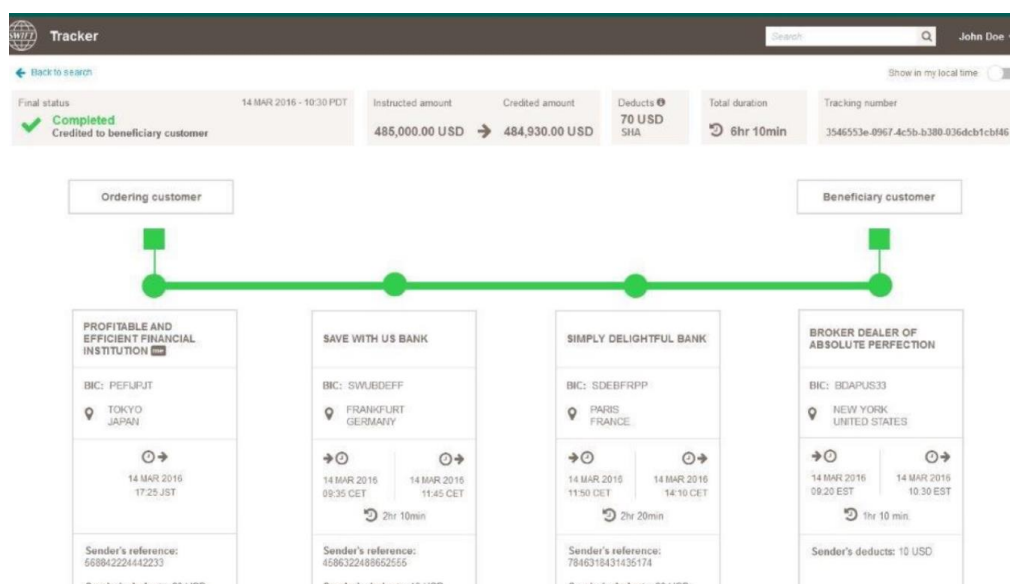 SWIFT
Tracker
Search
John Doe
Back to search
Show in my local time
Final status
14 MAR 2016 - 10:30 PDT
Completed
Credited to beneficiary customer
Instructed amount
485,000.00 USD
Credited amount
484,930.00 USD
Deducts
70 USD
SHA
Total duration
6hr 10min
Tracking number
3546553e-0967-4c5b-b380-036dcb1cbf46
Ordering customer
Beneficiary customer
PROFITABLE AND
EFFICIENT FINANCIAL
INSTITUTION
BIC: PEFIJPJT
TOKYO
JAPAN
14 MAR 2016
17:25 JST
Sender's reference:
568842224442233
SAVE WITH US BANK
BIC: SWUBDEFF
FRANKFURT
GERMANY
14 MAR 2016
09:35 CET
14 MAR 2016
11:45 CET
2hr 10min
Sender's reference:
4586322488652555
SIMPLY DELIGHTFUL BANK
BIC: SDEBFRPP
PARIS
FRANCE
14 MAR 2016
11:50 CET
14 MAR 2016
14:10 CET
2hr 20min
Sender's reference:
7846318431435174
BROKER DEALER OF
ABSOLUTE PERFECTION
BIC: BDAPUS33
NEW YORK
UNITED STATES
14 MAR 2016
09:20 EST
14 MAR 2016
10:30 EST
1hr 10 min
Sender's deducts: 10 USD